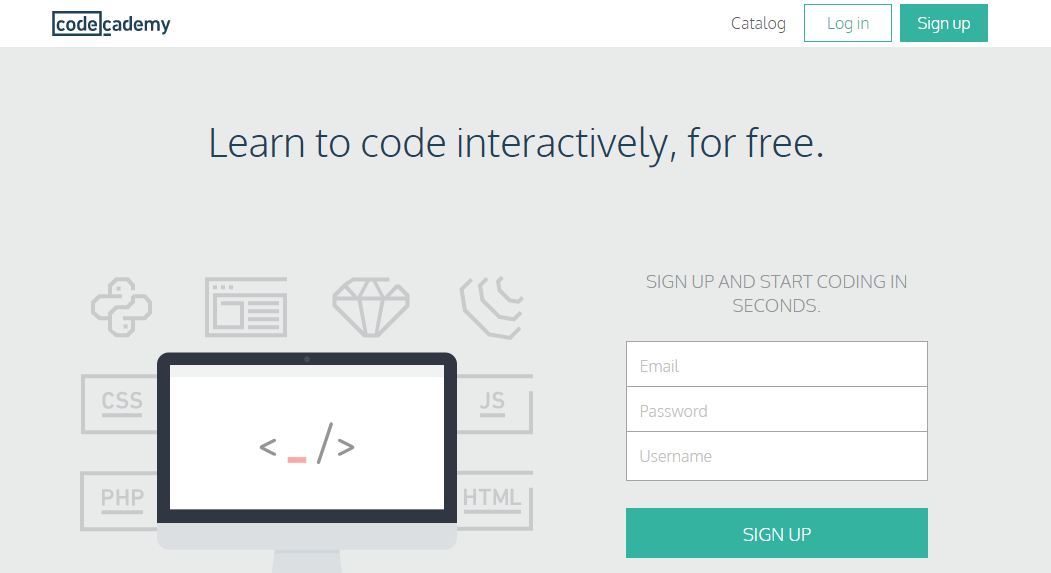 codecademy
Catalog
Log in
Sign up
Learn to code interactively, for free.
SIGN UP AND START CODING IN
SECONDS.
Email
Password
Username
SIGN UP
CSS
JS
< _ />
PHP
HTML